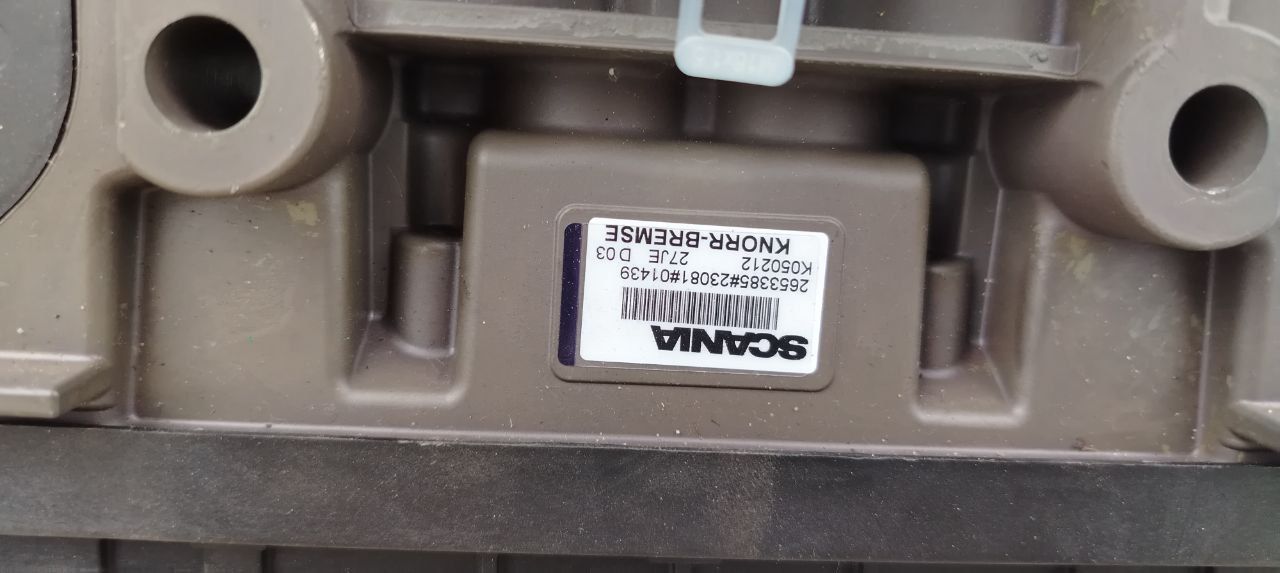 SCANIA
2653385#23081#01439
K050212 27JE D03
KNORR-BREMSE